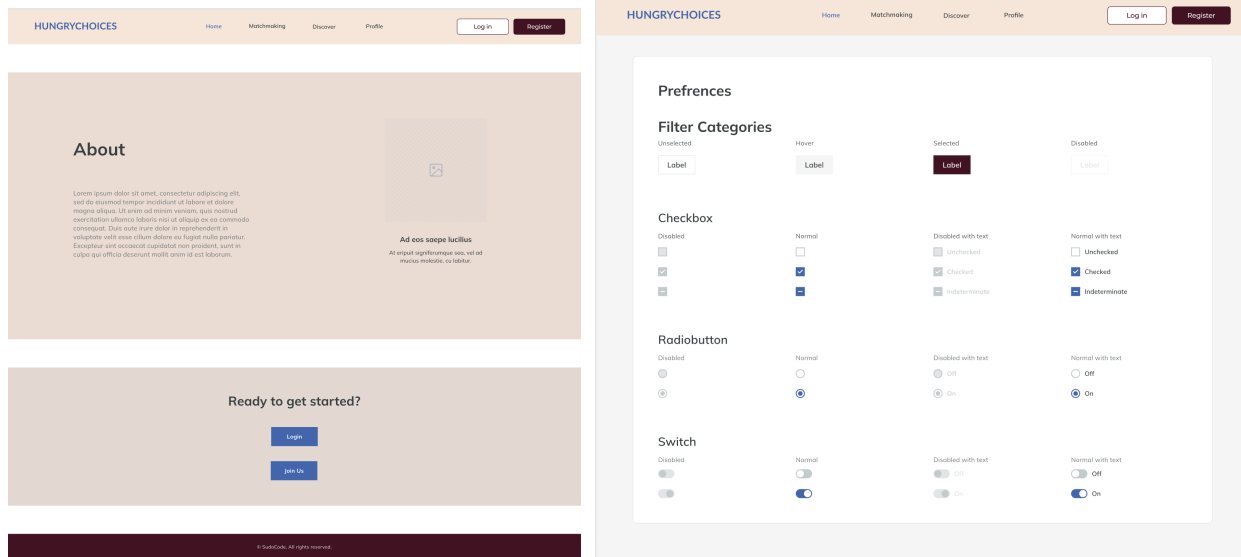 HUNGRYCHOICES
Home Matchmaking Discover Profile Log in Register
About
Lorem ipsum dolor sit amet, consectetur adipiscing elit,
sed do eiusmod tempor incididunt ut labore et dolore
magna aliqua. Ut enim ad minim veniam, quis nostrud
exercitation ullamco laboris nisi ut aliquip ex ea commodo
consequat. Duis aute irure dolor in reprehenderit in
voluptate velit esse cillum dolore eu fugiat nulla pariatur.
Excepteur sint occaecat cupidatat non proident, sunt in
culpa qui officia deserunt mollit anim id est laborum.
Ad eos saepe lucilius
At eripuit signiferumque sea, vel ad
mucius molestie, cu labitur.
Ready to get started?
Login
Join Us
© SudoCode. All rights reserved.
HUNGRYCHOICES
Home Matchmaking Discover Profile Log in Register
Prefrences
Filter Categories
Unselected Hover Selected Disabled
Label Label Label Label
Checkbox
Disabled Normal Disabled with text Normal with text
Unchecked Unchecked
Checked Checked
Indeterminate Indeterminate
Radiobutton
Disabled Normal Disabled with text Normal with text
Off Off
On On
Switch
Disabled Normal Disabled with text Normal with text
Off Off
On On